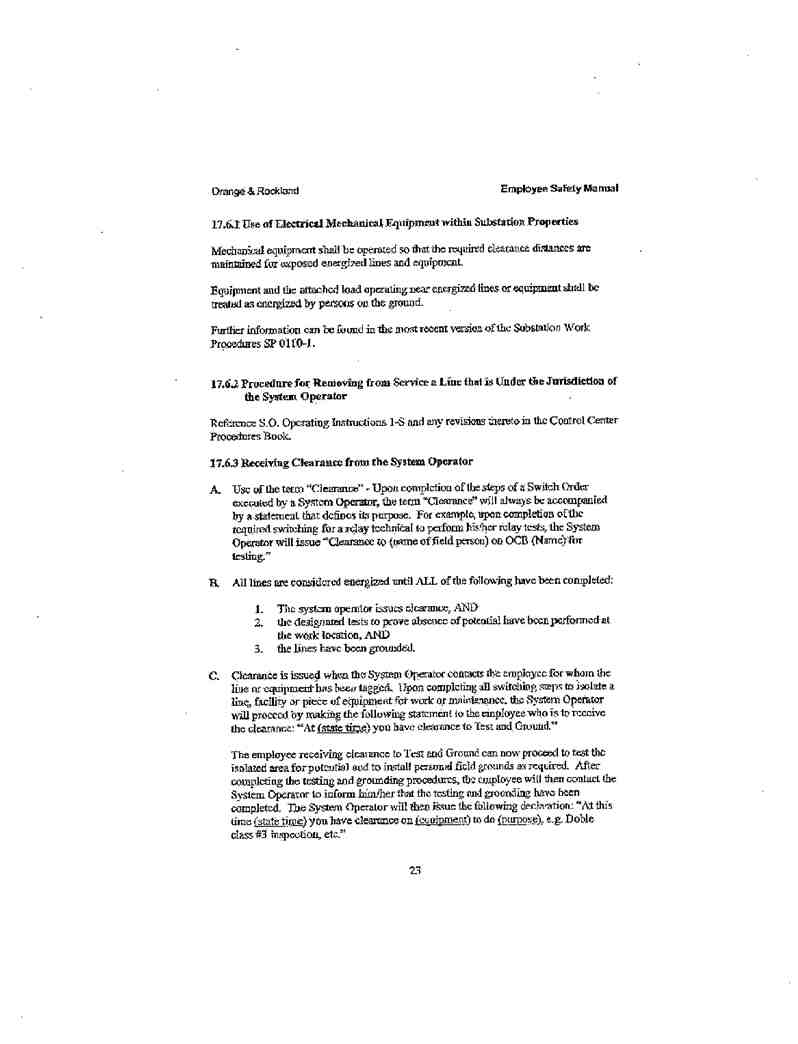 Orange & Rockland
Employee Safety Manual
17.6.1 Use of Electrical Mechanical Equipment within Substation Properties
Mechanical equipment shall be operated so that the required clearance distances are
maintained for exposed energized lines and equipment.
Equipment and the attached load operating near energized lines or equipment shall be
treated as energized by persons on the ground.
Further information can be found in the most recent version of the Substation Work
Procedures SP 0110-1.
17.6.2 Procedure for Removing from Service a Line that is Under the Jurisdiction of
the System Operator
Reference S.O. Operating Instructions 1-S and any revisions thereto in the Control Center
Procedures Book.
17.6.3 Receiving Clearance from the System Operator
A. Use of the term "Clearance" - Upon completion of the steps of a Switch Order
executed by a System Operator, the term "Clearance" will always be accompanied
by a statement that defines its purpose. For example, upon completion of the
required switching for a relay technical to perform his/her relay tests, the System
Operator will issue "Clearance to (name of field person) on OCB (Name) for
testing."
B. All lines are considered energized until ALL of the following have been completed:
1. The system operator issues clearance, AND
2. the designated tests to prove absence of potential have been performed at
the work location, AND
3. the lines have been grounded.
C. Clearance is issued when the System Operator contacts the employee for whom the
line or equipment has been tagged. Upon completing all switching steps to isolate a
line, facility or piece of equipment for work or maintenance, the System Operator
will proceed by making the following statement to the employee who is to receive
the clearance: "At (state time) you have clearance to Test and Ground."
The employee receiving clearance to Test and Ground can now proceed to test the
isolated area for potential and to install personal field grounds as required. After
completing the testing and grounding procedures, the employee will then contact the
System Operator to inform him/her that the testing and grounding have been
completed. The System Operator will then issue the following declaration: "At this
time (state time) you have clearance on (equipment) to do (purpose), e.g. Doble
class #3 inspection, etc."
23